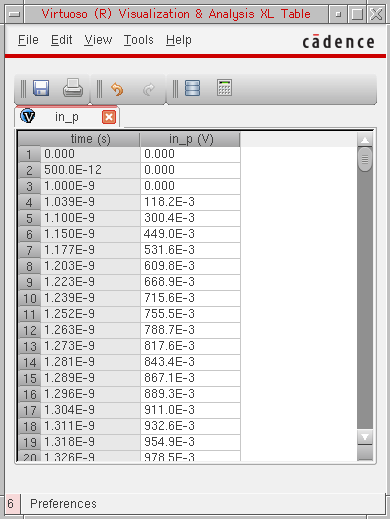 Virtuoso (R) Visualization & Analysis XL Table
File Edit View Tools Help
cādence
in_p
time (s) in_p (V)
1 0.000 0.000
2 500.0E-12 0.000
3 1.000E-9 0.000
4 1.039E-9 118.2E-3
5 1.100E-9 300.4E-3
6 1.150E-9 449.0E-3
7 1.177E-9 531.6E-3
8 1.203E-9 609.8E-3
9 1.223E-9 668.9E-3
10 1.239E-9 715.6E-3
11 1.252E-9 755.5E-3
12 1.263E-9 788.7E-3
13 1.273E-9 817.6E-3
14 1.281E-9 843.4E-3
15 1.289E-9 867.1E-3
16 1.296E-9 889.3E-3
17 1.304E-9 911.0E-3
18 1.311E-9 932.6E-3
19 1.318E-9 954.9E-3
20 1.326E-9 978.5E-3
6 Preferences